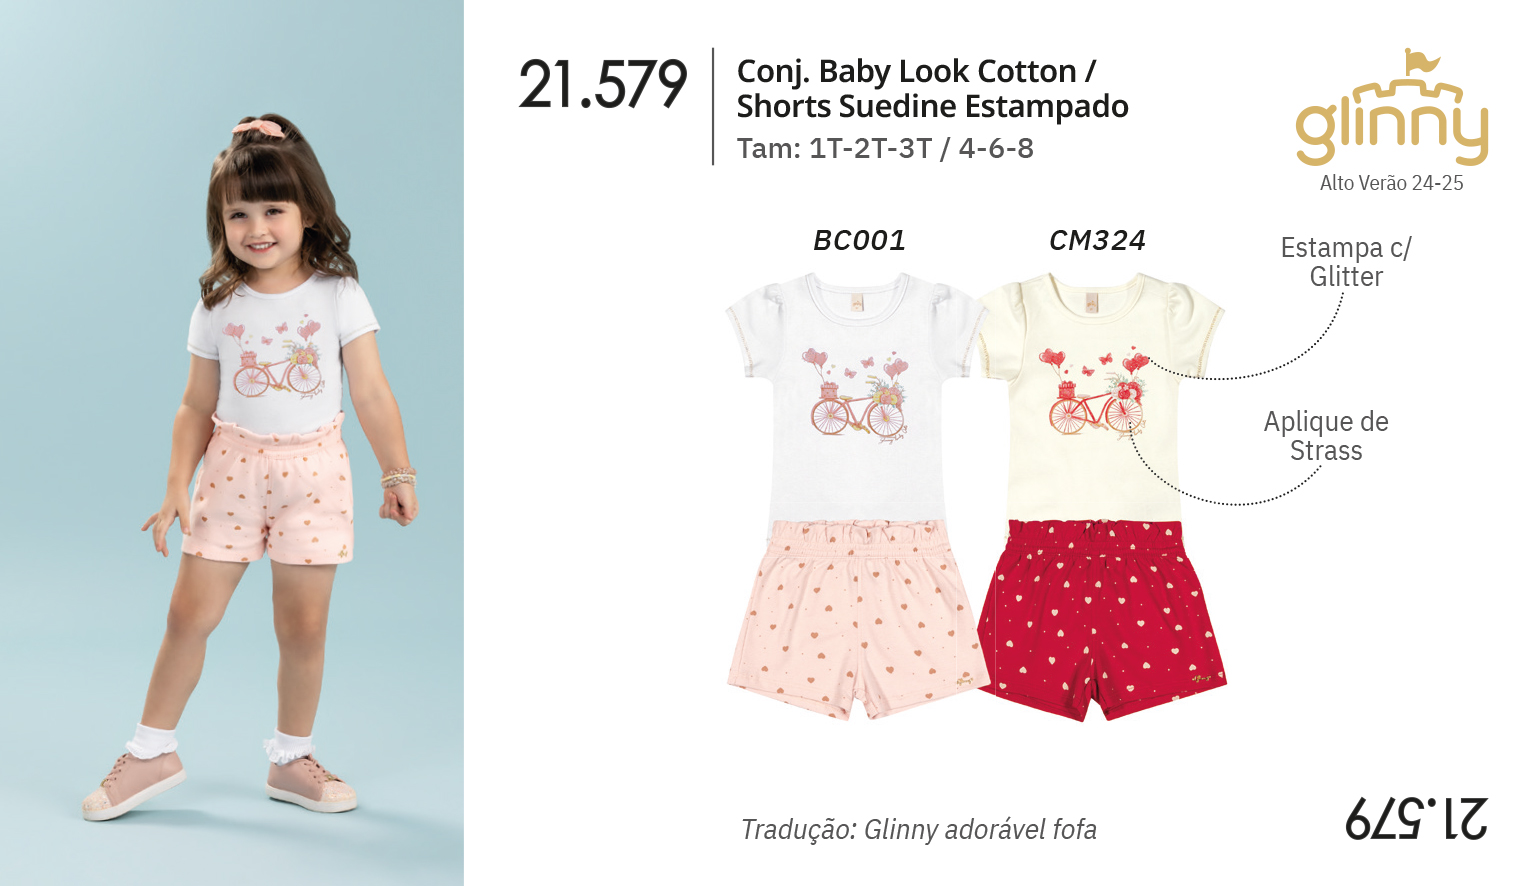 21.579
Conj. Baby Look Cotton /
Shorts Suedine Estampado
Tam: 1T-2T-3T / 4-6-8
glinny
Alto Verão 24-25
BC001
CM324
Estampa c/
Glitter
Aplique de
Strass
glinny
Tradução: Glinny adorável fofa
21.579